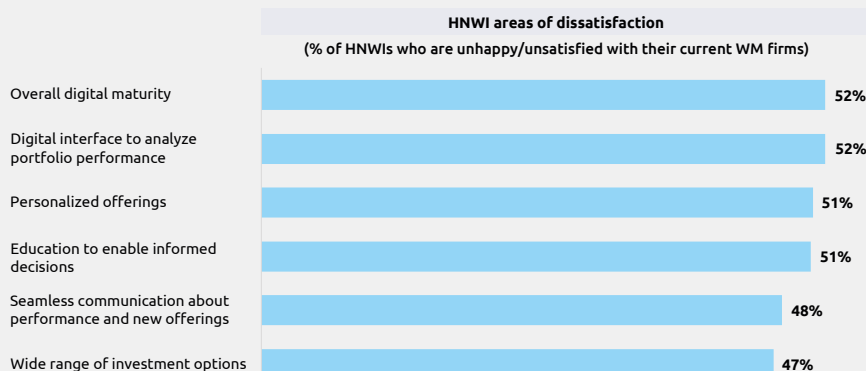 HNWI areas of dissatisfaction
(% of HNWIs who are unhappy/unsatisfied with their current WM firms)
Overall digital maturity
52%
Digital interface to analyze
portfolio performance
52%
Personalized offerings
51%
Education to enable informed
decisions
51%
Seamless communication about
performance and new offerings
48%
Wide range of investment options
47%